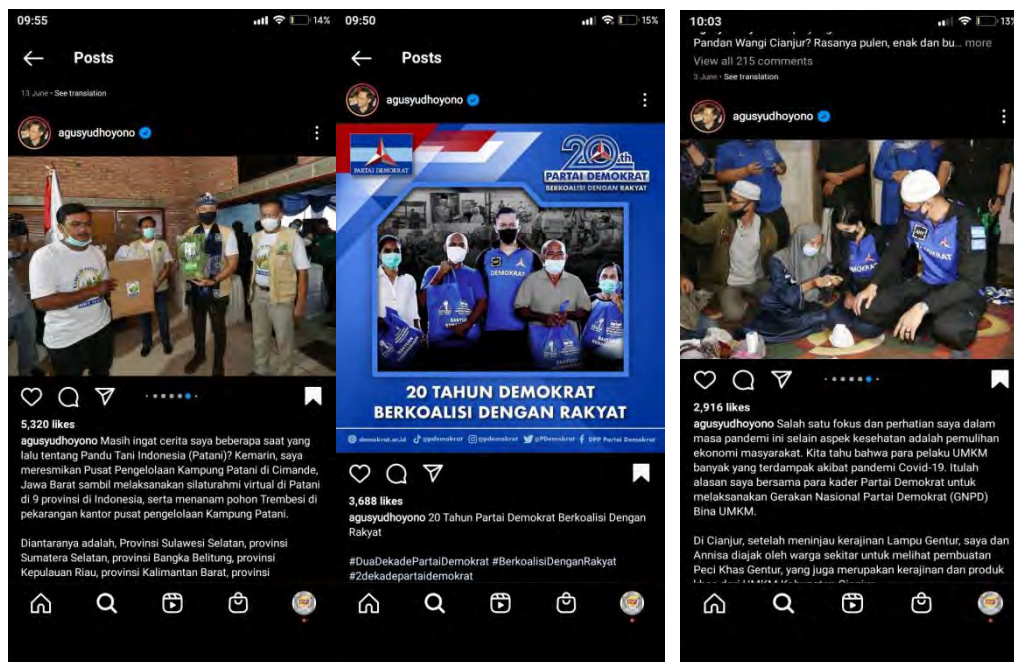 09:55
14%
Posts
13 June · See translation
agusyudhoyono
5,320 likes
agusyudhoyono Masih ingat cerita saya beberapa saat yang
lalu tentang Pandu Tani Indonesia (Patani)? Kemarin, saya
meresmikan Pusat Pengelolaan Kampung Patani di Cimande,
Jawa Barat sambil melaksanakan silaturahmi virtual di Patani
di 9 provinsi di Indonesia, serta menanam pohon Trembesi di
pekarangan kantor pusat pengelolaan Kampung Patani.
Diantaranya adalah, Provinsi Sulawesi Selatan, provinsi
Sumatera Selatan, provinsi Bangka Belitung, provinsi
Kepulauan Riau, provinsi Kalimantan Barat, provinsi
09:50
15%
Posts
agusyudhoyono
PARTAI DEMOKRAT
20th
PARTAI DEMOKRAT
BERKOALISI DENGAN RAKYAT
DEMOKRAT
20 TAHUN DEMOKRAT
BERKOALISI DENGAN RAKYAT
demokrat.or.id @pdemokrat @pdemokrat @PDemokrat DPP Partai Demokrat
3,688 likes
agusyudhoyono 20 Tahun Partai Demokrat Berkoalisi Dengan
Rakyat
#DuaDekadePartaiDemokrat #BerkoalisiDenganRakyat
#2dekadepartaidemokrat
10:03
13%
Pandan Wangi Cianjur? Rasanya pulen, enak dan bu... more
View all 215 comments
3 June · See translation
agusyudhoyono
2,916 likes
agusyudhoyono Salah satu fokus dan perhatian saya dalam
masa pandemi ini selain aspek kesehatan adalah pemulihan
ekonomi masyarakat. Kita tahu bahwa para pelaku UMKM
banyak yang terdampak akibat pandemi Covid-19. Itulah
alasan saya bersama para kader Partai Demokrat untuk
melaksanakan Gerakan Nasional Partai Demokrat (GNPD)
Bina UMKM.
Di Cianjur, setelah meninjau kerajinan Lampu Gentur, saya dan
Annisa diajak oleh warga sekitar untuk melihat pembuatan
Peci Khas Gentur, yang juga merupakan kerajinan dan produk
khas dari UMKM Kabupaten Cianjur